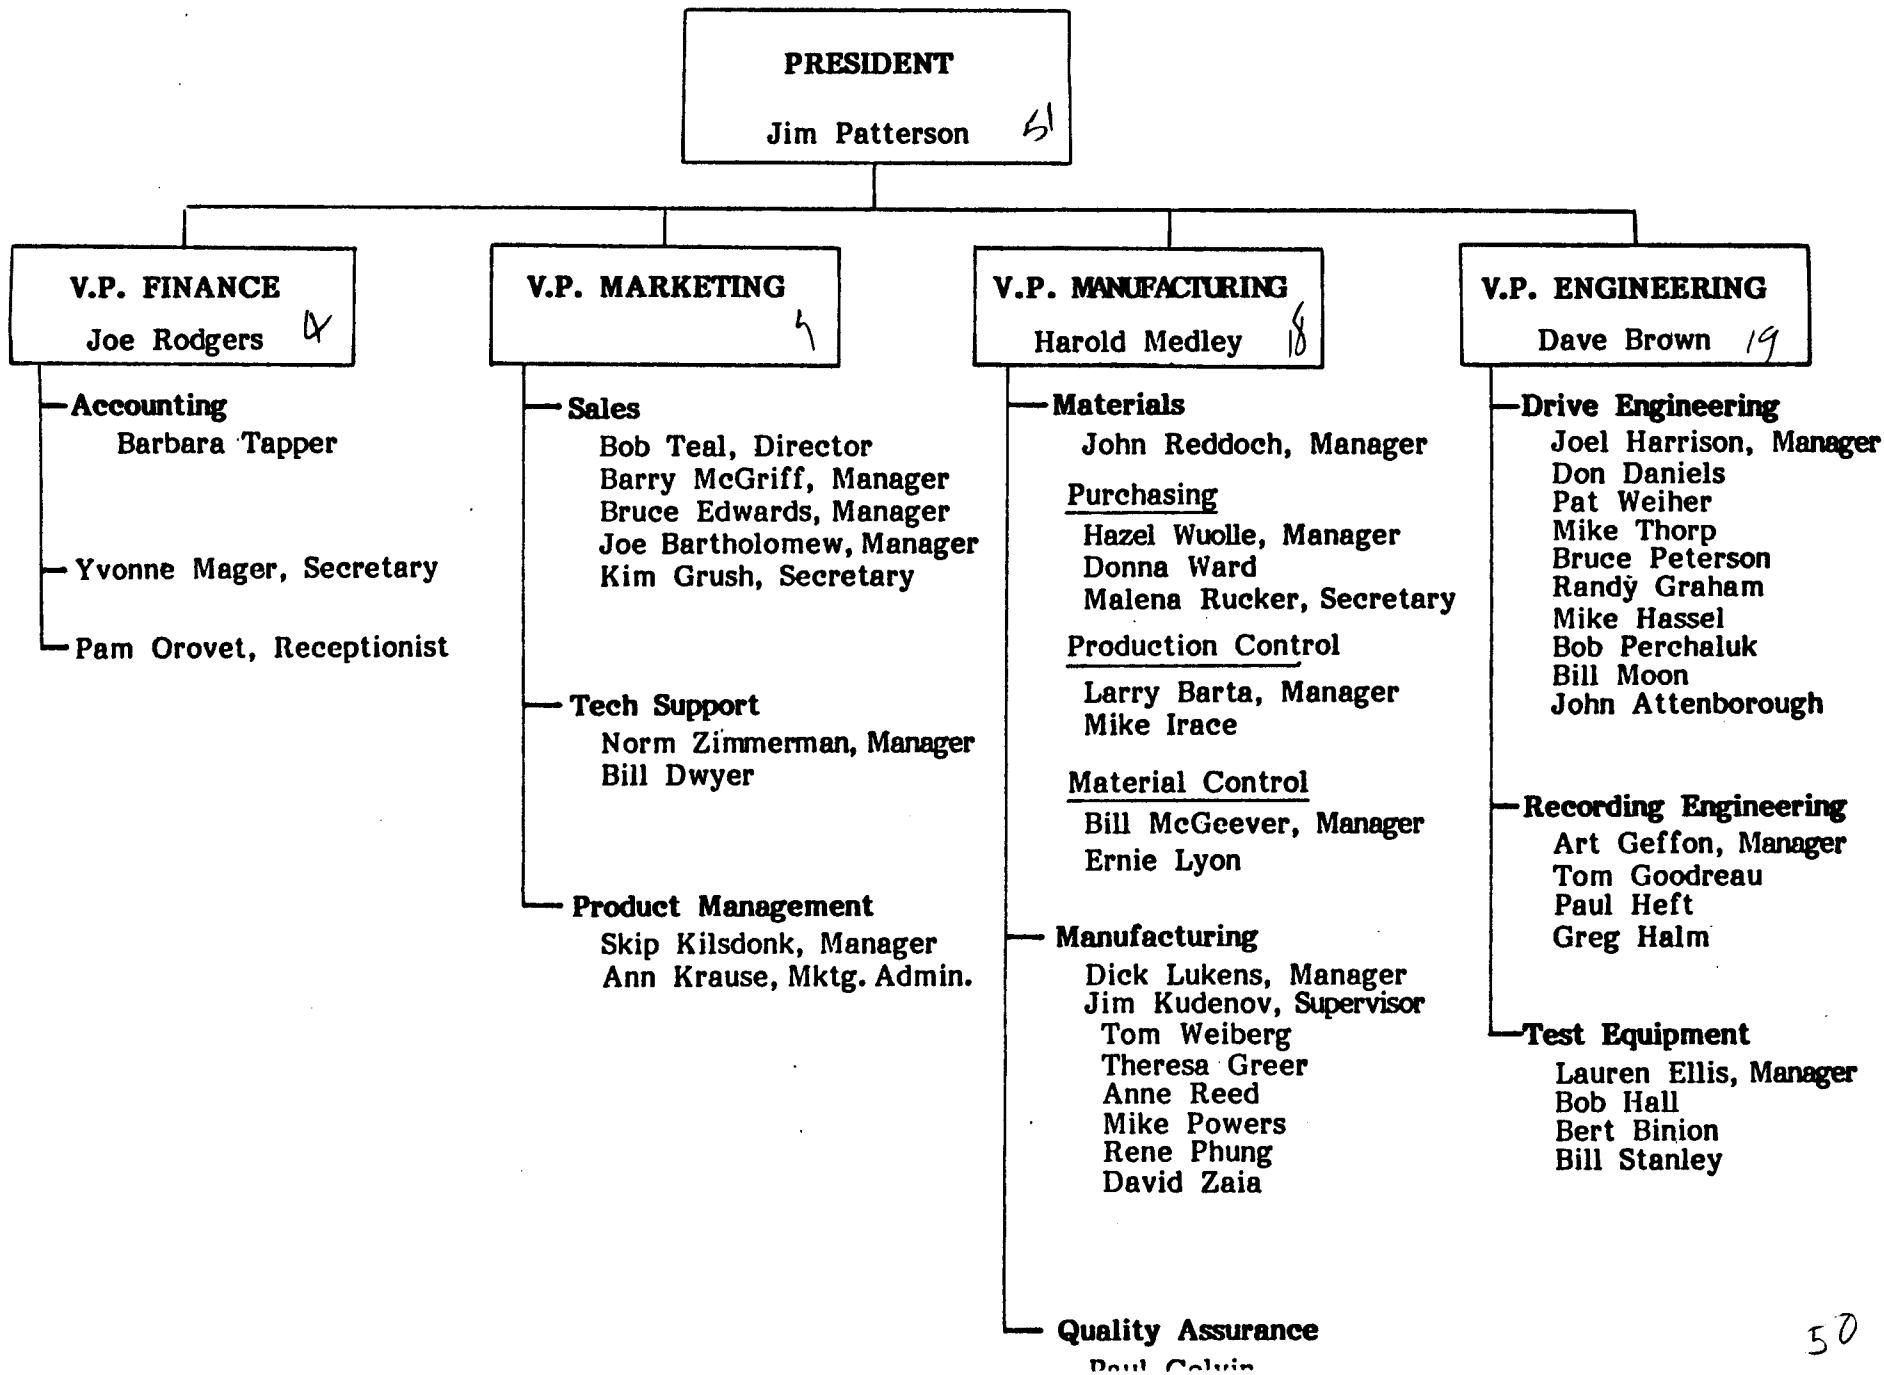 PRESIDENT
Jim Patterson 51
V.P. FINANCE
Joe Rodgers 4
Accounting
Barbara Tapper
Yvonne Mager, Secretary
Pam Orovet, Receptionist
V.P. MARKETING
Sales
Bob Teal, Director
Barry McGriff, Manager
Bruce Edwards, Manager
Joe Bartholomew, Manager
Kim Grush, Secretary
Tech Support
Norm Zimmerman, Manager
Bill Dwyer
Product Management
Skip Kilsdonk, Manager
Ann Krause, Mktg. Admin.
V.P. MANUFACTURING
Harold Medley 18
Materials
John Reddoch, Manager
Purchasing
Hazel Wuolle, Manager
Donna Ward
Malena Rucker, Secretary
Production Control
Larry Barta, Manager
Mike Irace
Material Control
Bill McGeever, Manager
Ernie Lyon
Manufacturing
Dick Lukens, Manager
Jim Kudenov, Supervisor
Tom Weiberg
Theresa Greer
Anne Reed
Mike Powers
Rene Phung
David Zaia
Quality Assurance
V.P. ENGINEERING
Dave Brown 19
Drive Engineering
Joel Harrison, Manager
Don Daniels
Pat Weiher
Mike Thorp
Bruce Peterson
Randy Graham
Mike Hassel
Bob Perchaluk
Bill Moon
John Attenborough
Recording Engineering
Art Geffon, Manager
Tom Goodreau
Paul Heft
Greg Halm
Test Equipment
Lauren Ellis, Manager
Bob Hall
Bert Binion
Bill Stanley
50